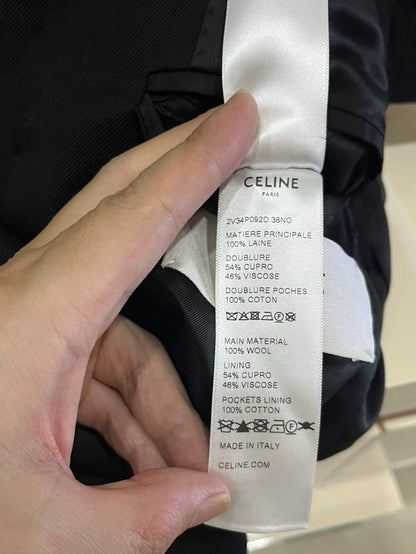 CELINE
PARIS
2V34P092D.38NO
MATIERE PRINCIPALE
100% LAINE
DOUBLURE
54% CUPRO
46% VISCOSE
DOUBLURE POCHES
100% COTON
MAIN MATERIAL
100% WOOL
LINING
54% CUPRO
46% VISCOSE
POCKETS LINING
100% COTTON
MADE IN ITALY
CELINE.COM